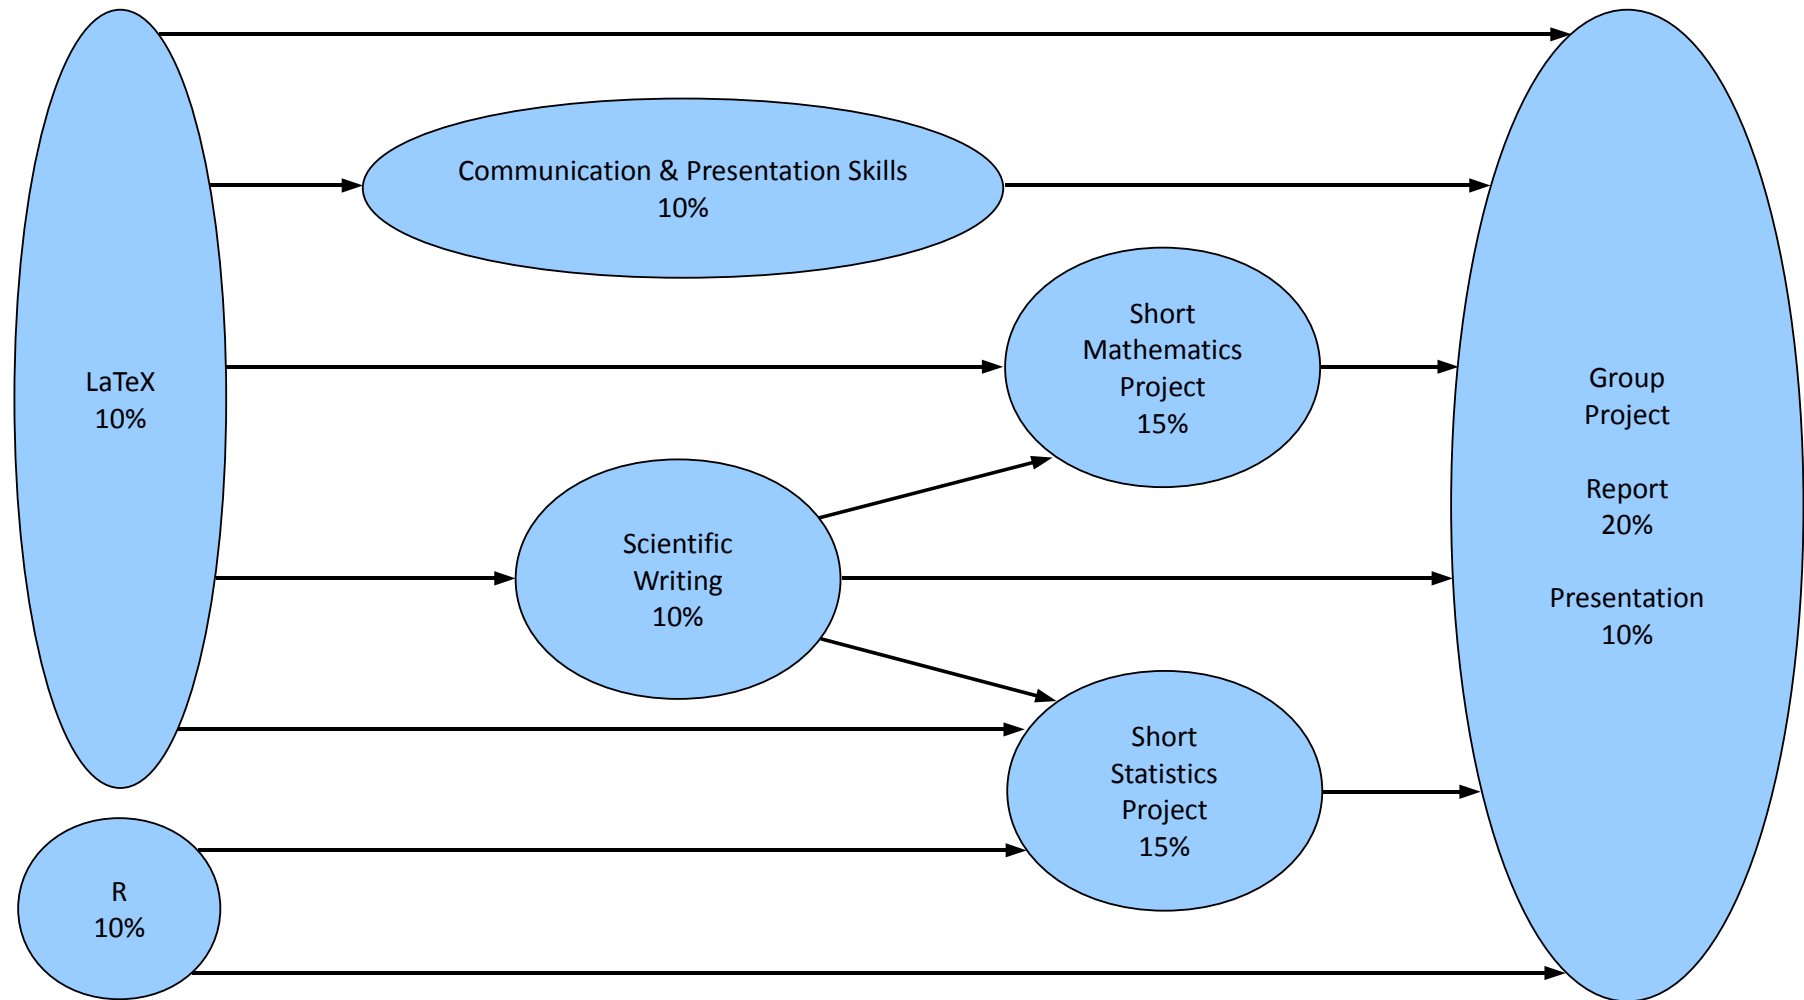 LaTeX
10%
Communication & Presentation Skills
10%
Short
Mathematics
Project
15%
Scientific
Writing
10%
Short
Statistics
Project
15%
R
10%
Group
Project
Report
20%
Presentation
10%